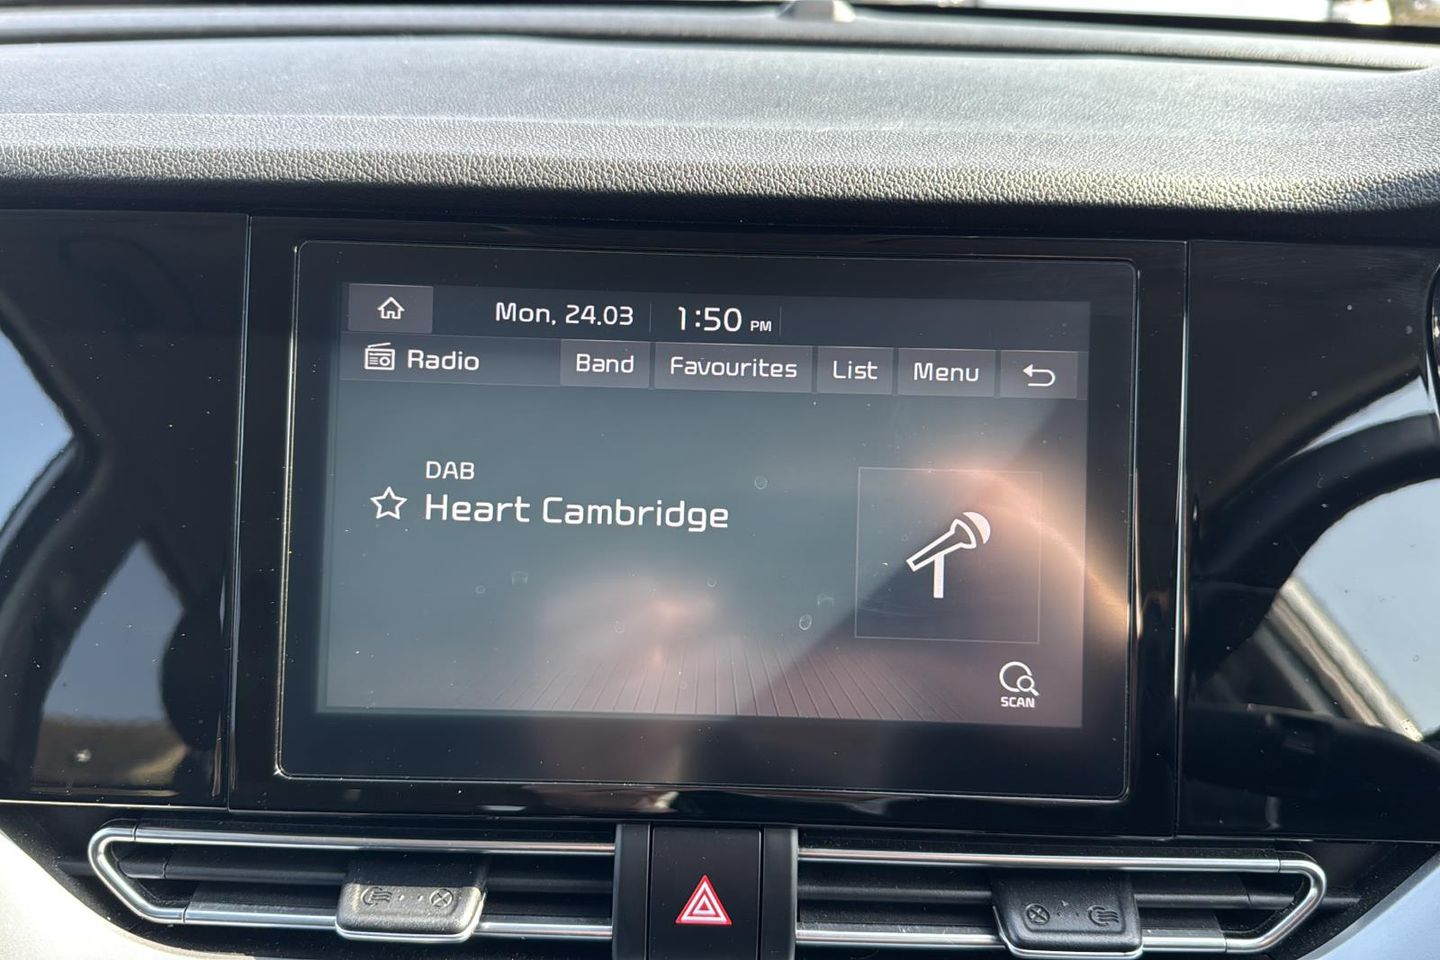 Mon, 24.03 1:50 PM
Radio Band Favourites List Menu
DAB
Heart Cambridge
SCAN